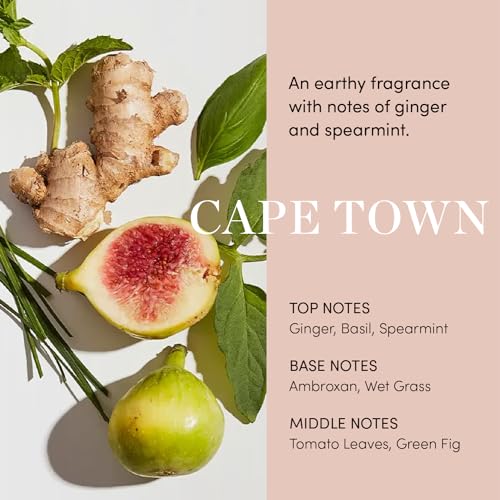 An earthy fragrance
with notes of ginger
and spearmint.
CAPE TOWN
TOP NOTES
Ginger, Basil, Spearmint
BASE NOTES
Ambroxan, Wet Grass
MIDDLE NOTES
Tomato Leaves, Green Fig